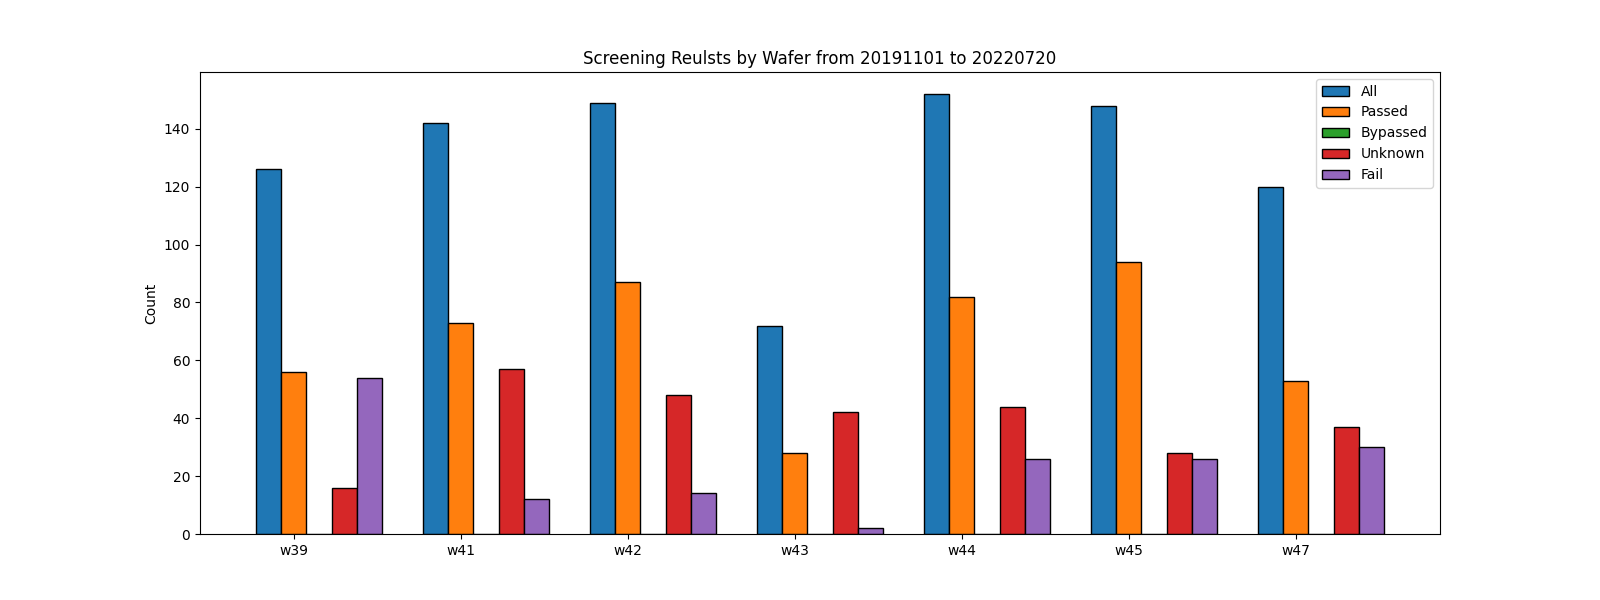 Screening Reulsts by Wafer from 20191101 to 20220720
All
Passed
Bypassed
Unknown
Fail
Count
140
120
100
80
60
40
20
0
w39 w41 w42 w43 w44 w45 w47